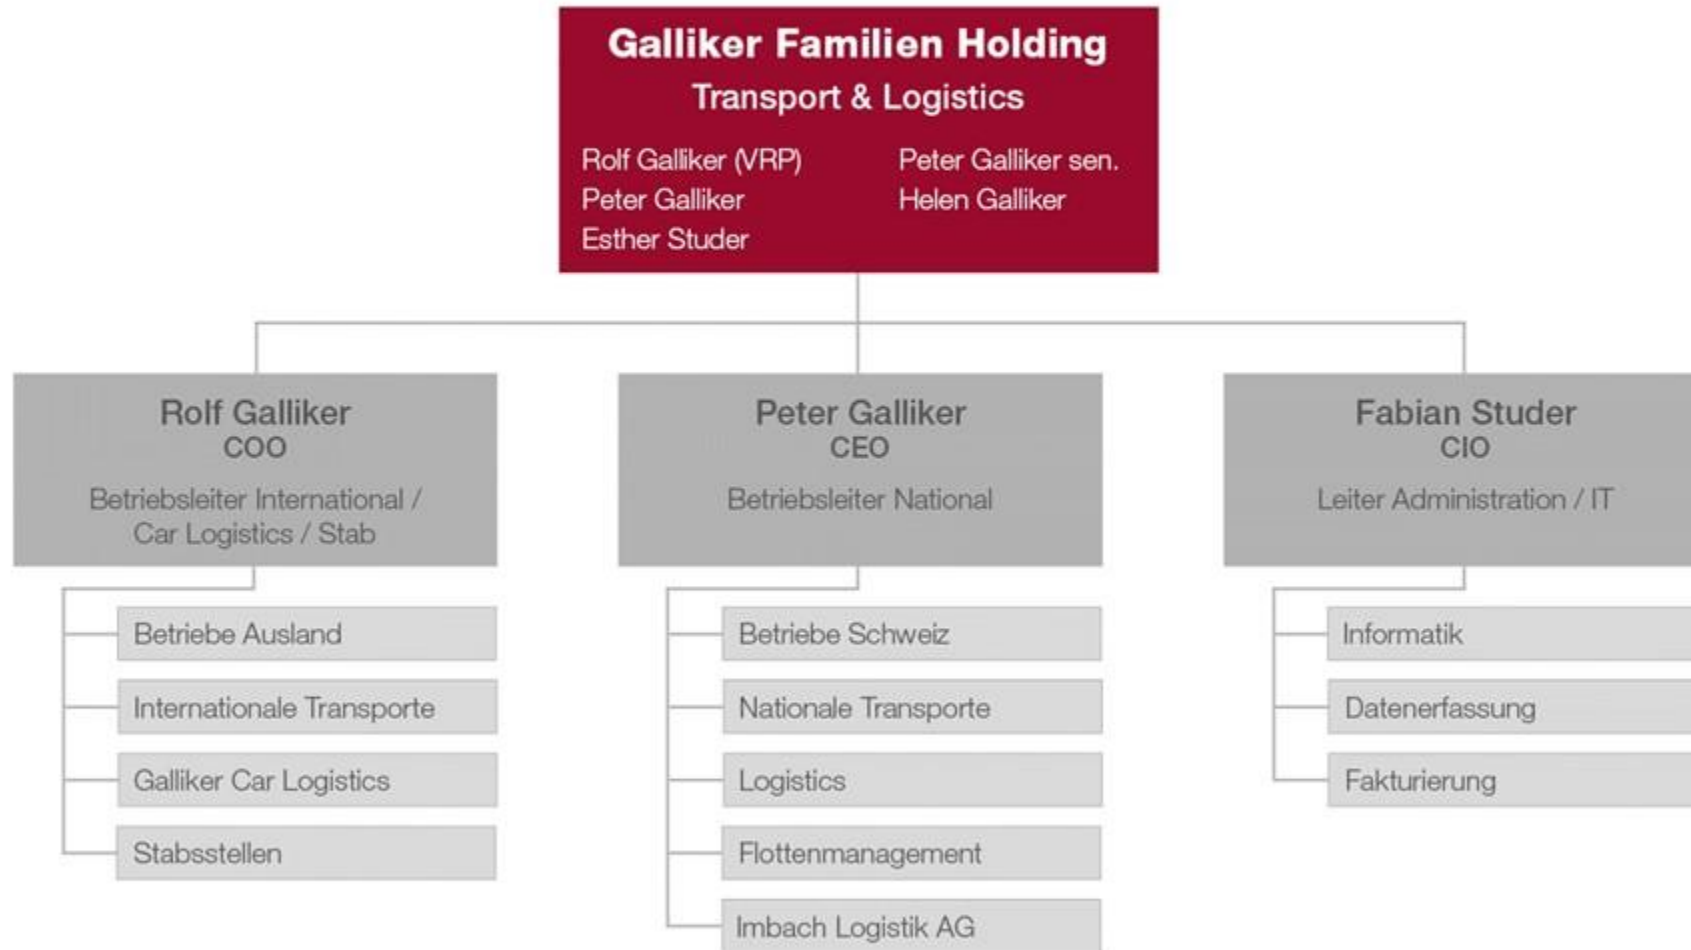 Galliker Familien Holding
Transport & Logistics
Rolf Galliker (VRP)
Peter Galliker
Esther Studer
Peter Galliker sen.
Helen Galliker
Rolf Galliker
COO
Betriebsleiter International /
Car Logistics / Stab
Betriebe Ausland
Internationale Transporte
Galliker Car Logistics
Stabsstellen
Peter Galliker
CEO
Betriebsleiter National
Betriebe Schweiz
Nationale Transporte
Logistics
Flottenmanagement
Imbach Logistik AG
Fabian Studer
CIO
Leiter Administration / IT
Informatik
Datenerfassung
Fakturierung